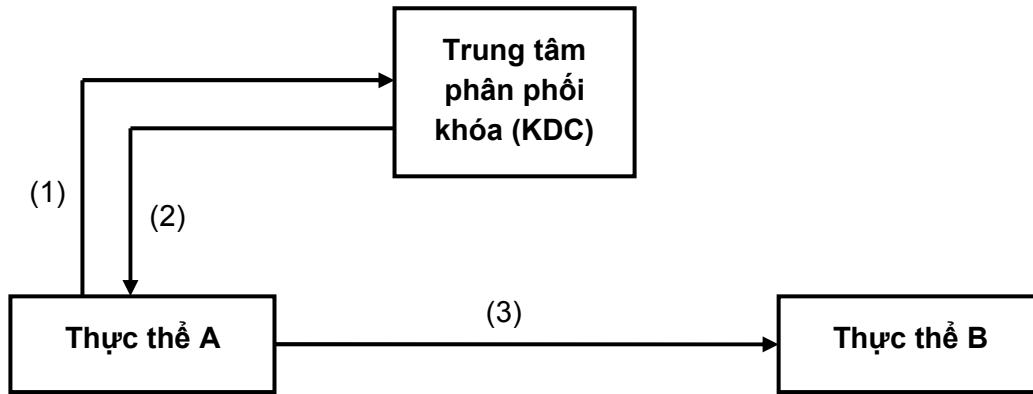 Trung tâm
phân phối
khóa (KDC)
(1)
(2)
(3)
Thực thể A
Thực thể B